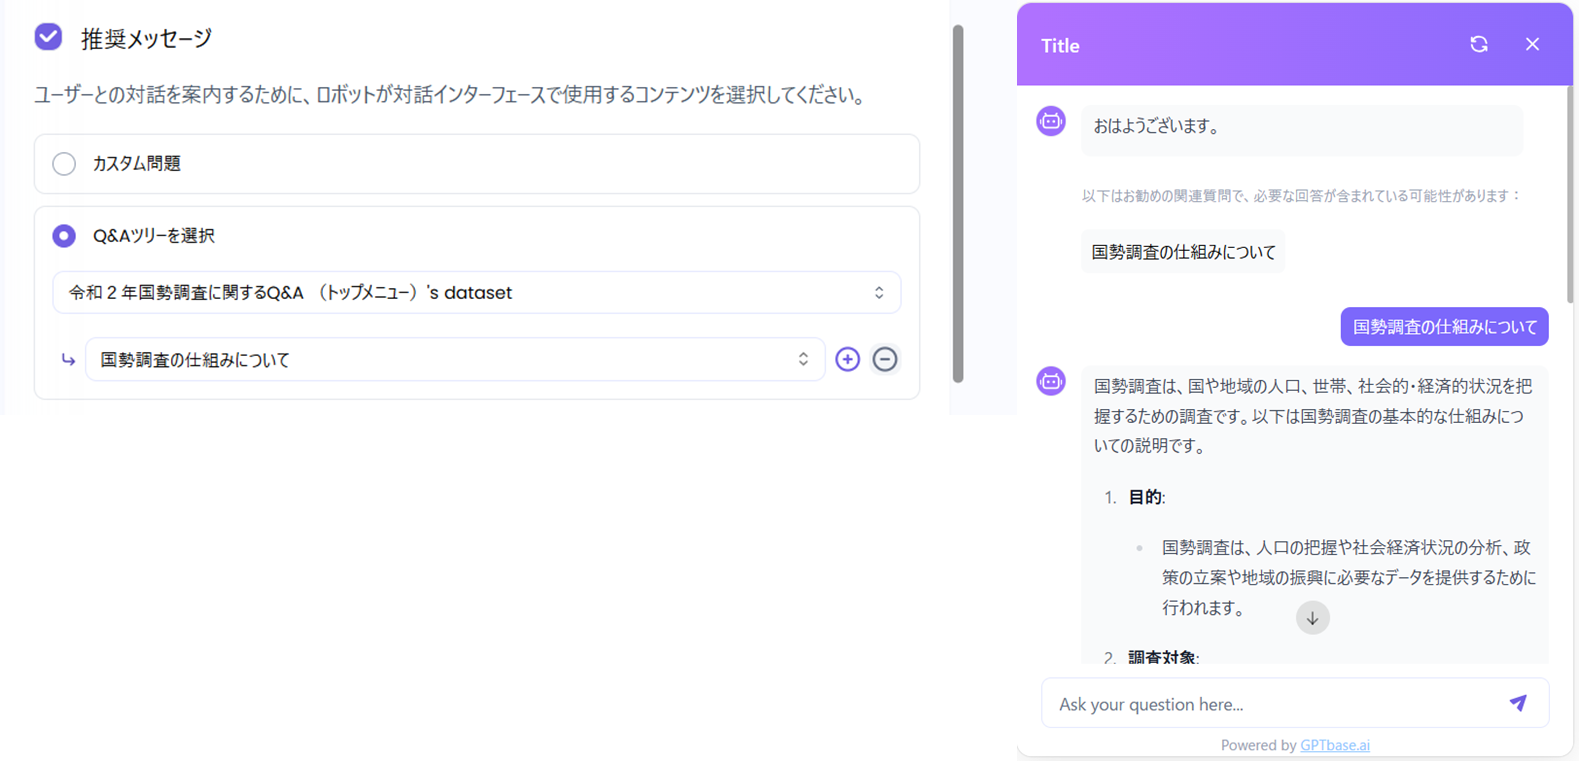 推奨メッセージ
ユーザーとの対話を案内するために、ロボットが対話インターフェースで使用するコンテンツを選択してください。
カスタム問題
Q&Aツリーを選択
令和２年国勢調査に関するQ&A （トップメニュー）'s dataset
国勢調査の仕組みについて
Title
おはようございます。
以下はお勧めの関連質問で、必要な回答が含まれている可能性があります：
国勢調査の仕組みについて
国勢調査の仕組みについて
国勢調査は、国や地域の人口、世帯、社会的・経済的状況を把
握するための調査です。以下は国勢調査の基本的な仕組みにつ
いての説明です。
1. 目的:
国勢調査は、人口の把握や社会経済状況の分析、政
策の立案や地域の振興に必要なデータを提供するために
行われます。
2. 調査対象:
Ask your question here...
Powered by GPTbase.ai